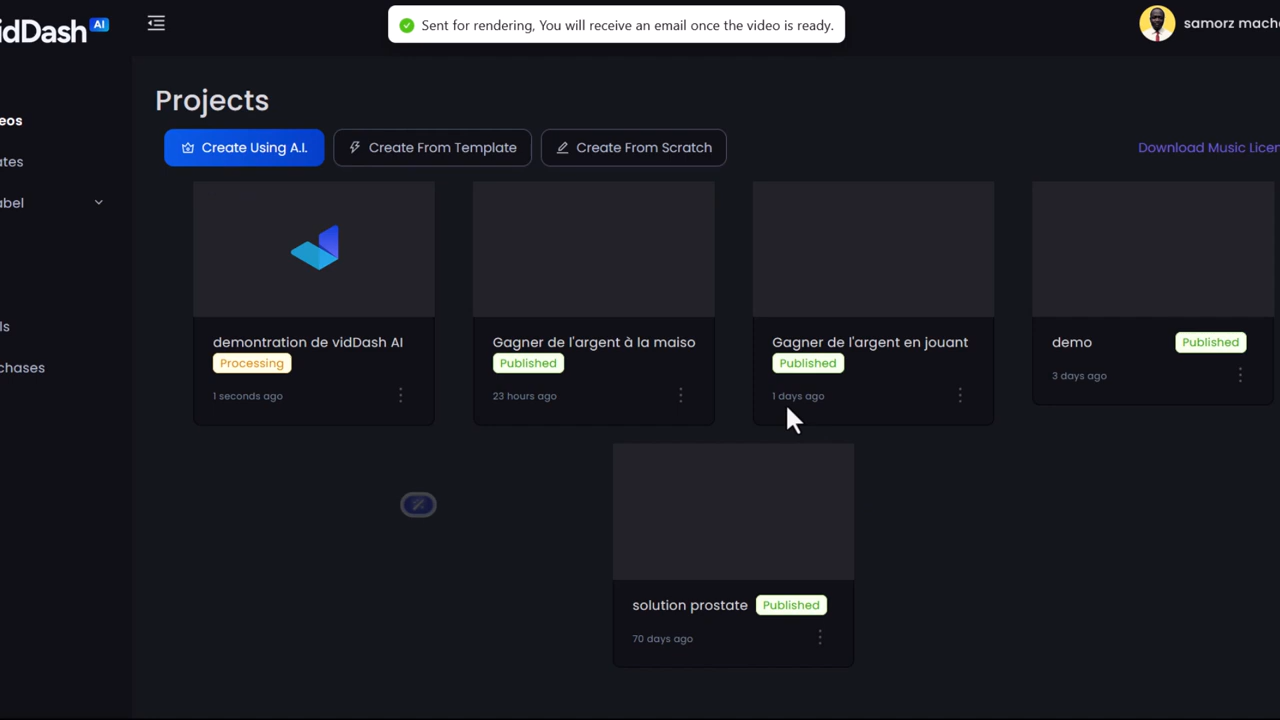 idDash AI
Sent for rendering, You will receive an email once the video is ready.
samorz mach
Projects
eos
Create Using A.I.
Create From Template
Create From Scratch
Download Music Licen
ates
abel
ls
chases
demontration de vidDash AI
Processing
1 seconds ago
Gagner de l'argent à la maiso
Published
23 hours ago
Gagner de l'argent en jouant
Published
1 days ago
demo
Published
3 days ago
solution prostate
Published
70 days ago